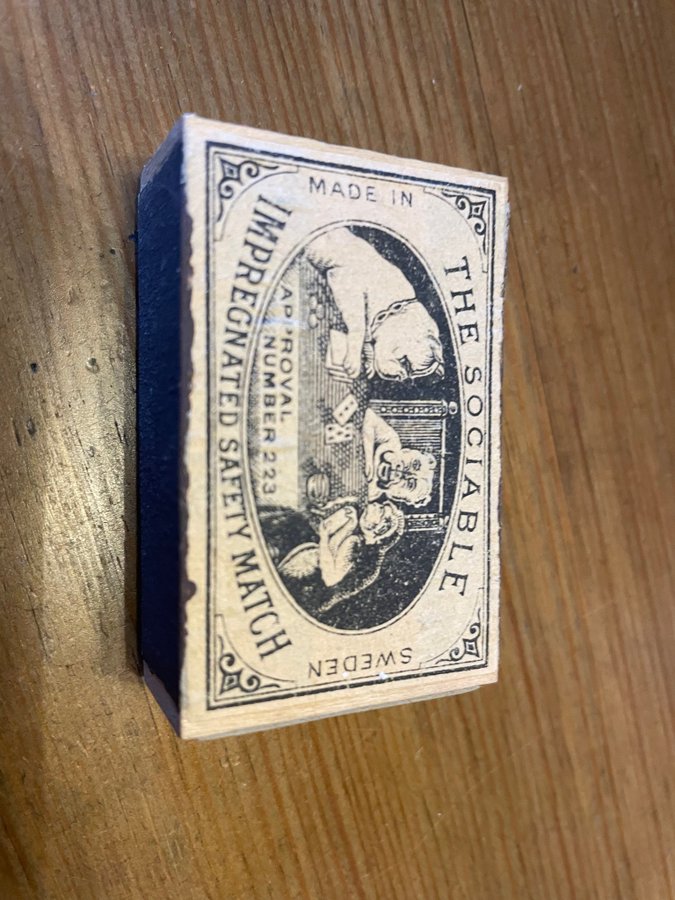 THE SOCIABLE
MADE IN
SWEDEN
APPROVAL
NUMBER 223
IMPREGNATED SAFETY MATCH